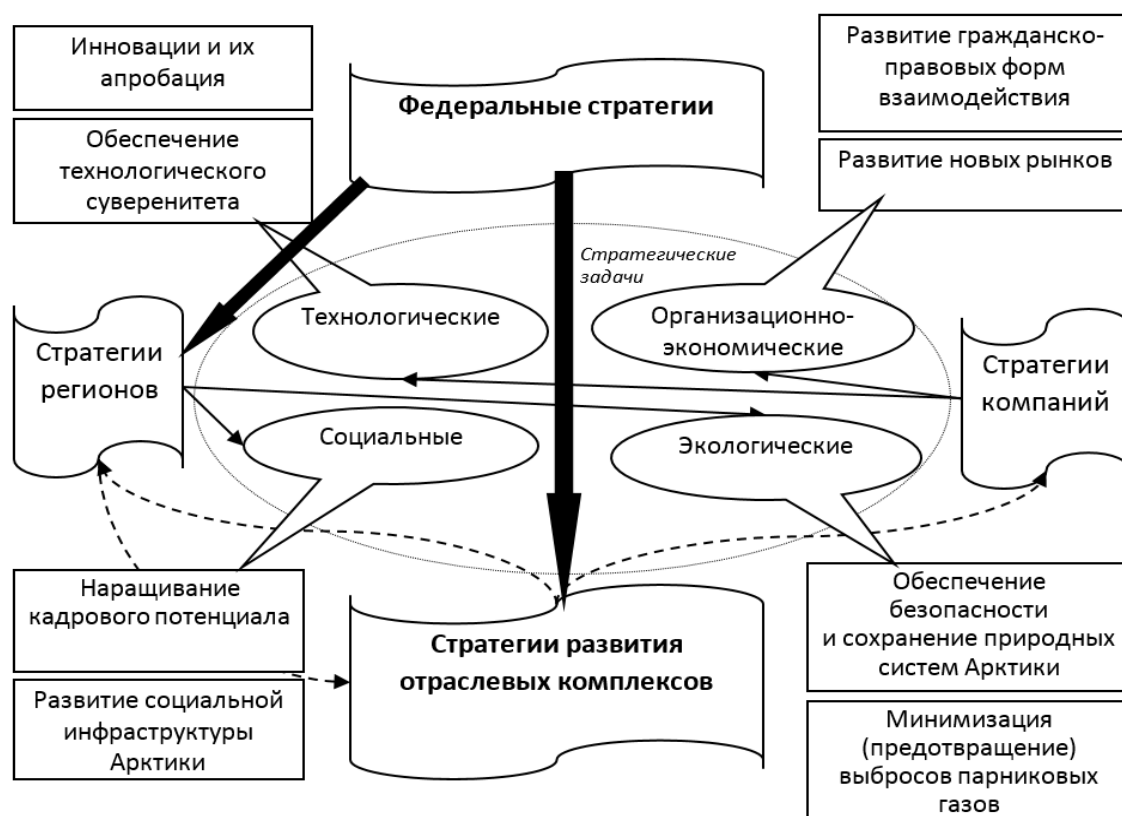 Инновации и их
апробация
Обеспечение
технологического
суверенитета
Федеральные стратегии
Развитие гражданско-
правовых форм
взаимодействия
Развитие новых рынков
Стратегические
задачи
Технологические
Организационно-
экономические
Стратегии
регионов
Стратегии
компаний
Социальные
Экологические
Наращивание
кадрового потенциала
Развитие социальной
инфраструктуры
Арктики
Стратегии развития
отраслевых комплексов
Обеспечение
безопасности
и сохранение природных
систем Арктики
Минимизация
(предотвращение)
выбросов парниковых
газов